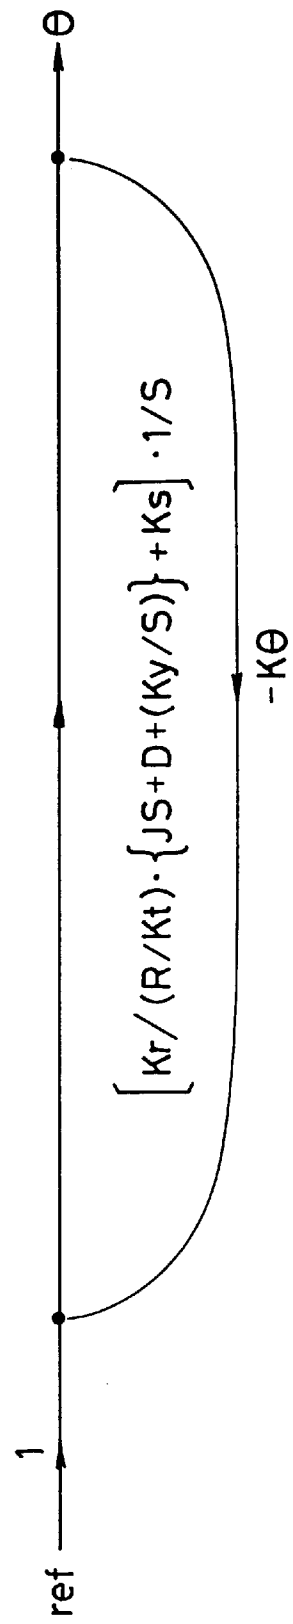 ref
1
[Kr/(R/Kt)·{JS+D+(Ky/S)}+Ks]·1/S
-Kθ
θ